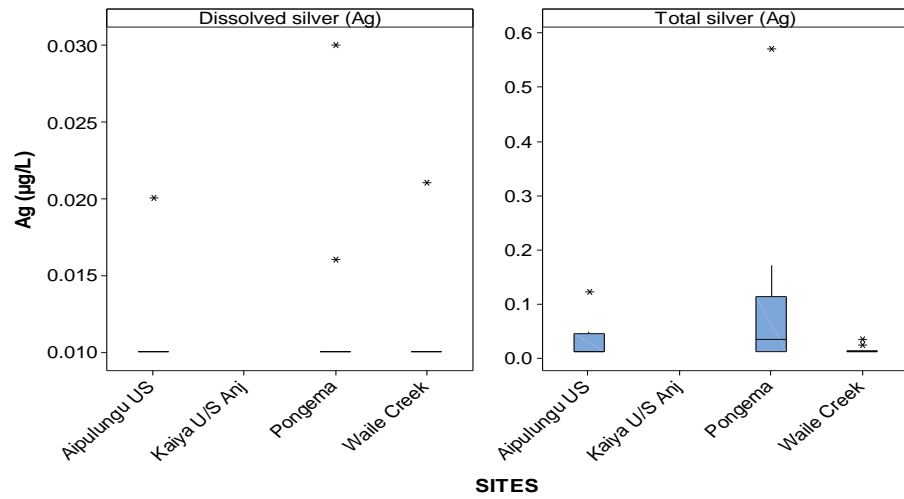 Dissolved silver (Ag)
Total silver (Ag)
Ag (µg/L)
0.030
0.025
0.020
0.015
0.010
0.6
0.5
0.4
0.3
0.2
0.1
0.0
Aipulungu US
Kaiya U/S Anj
Pongema
Waile Creek
Aipulungu US
Kaiya U/S Anj
Pongema
Waile Creek
SITES